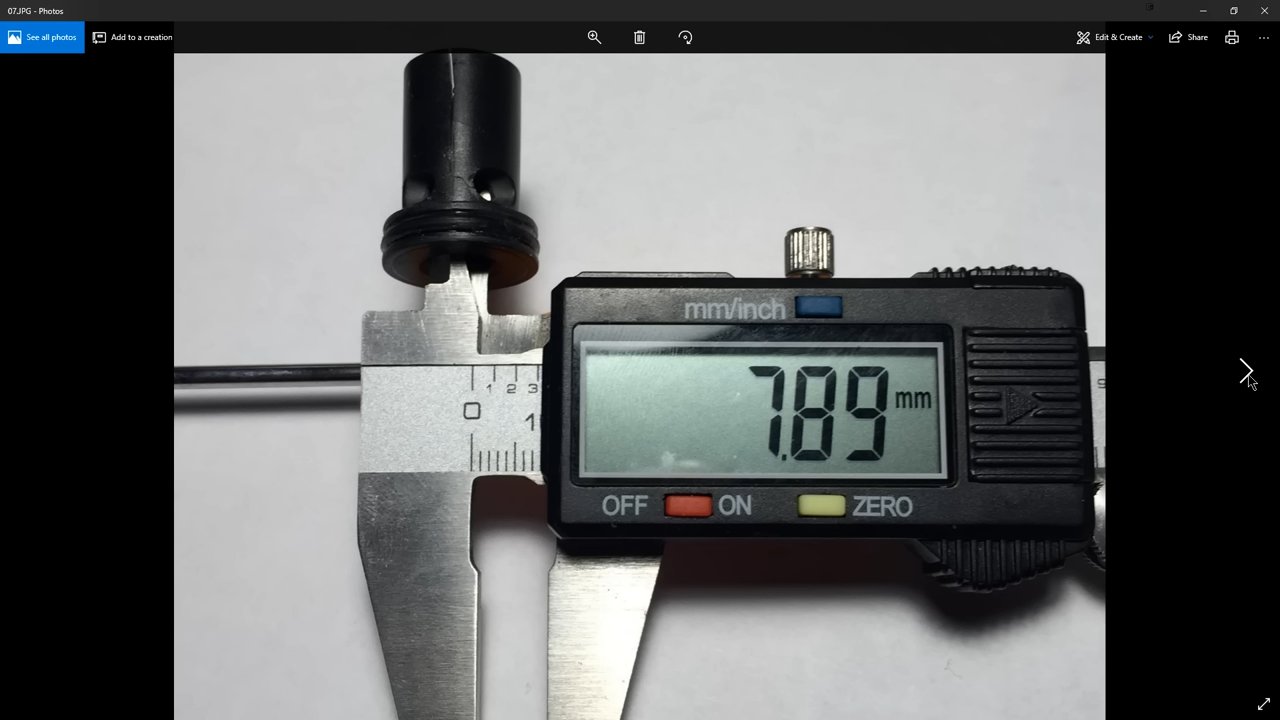 07.JPG - Photos
See all photos
Add to a creation
Edit & Create
Share
mm/inch
7.89 mm
1 2 3
0
1
9
OFF ON ZERO